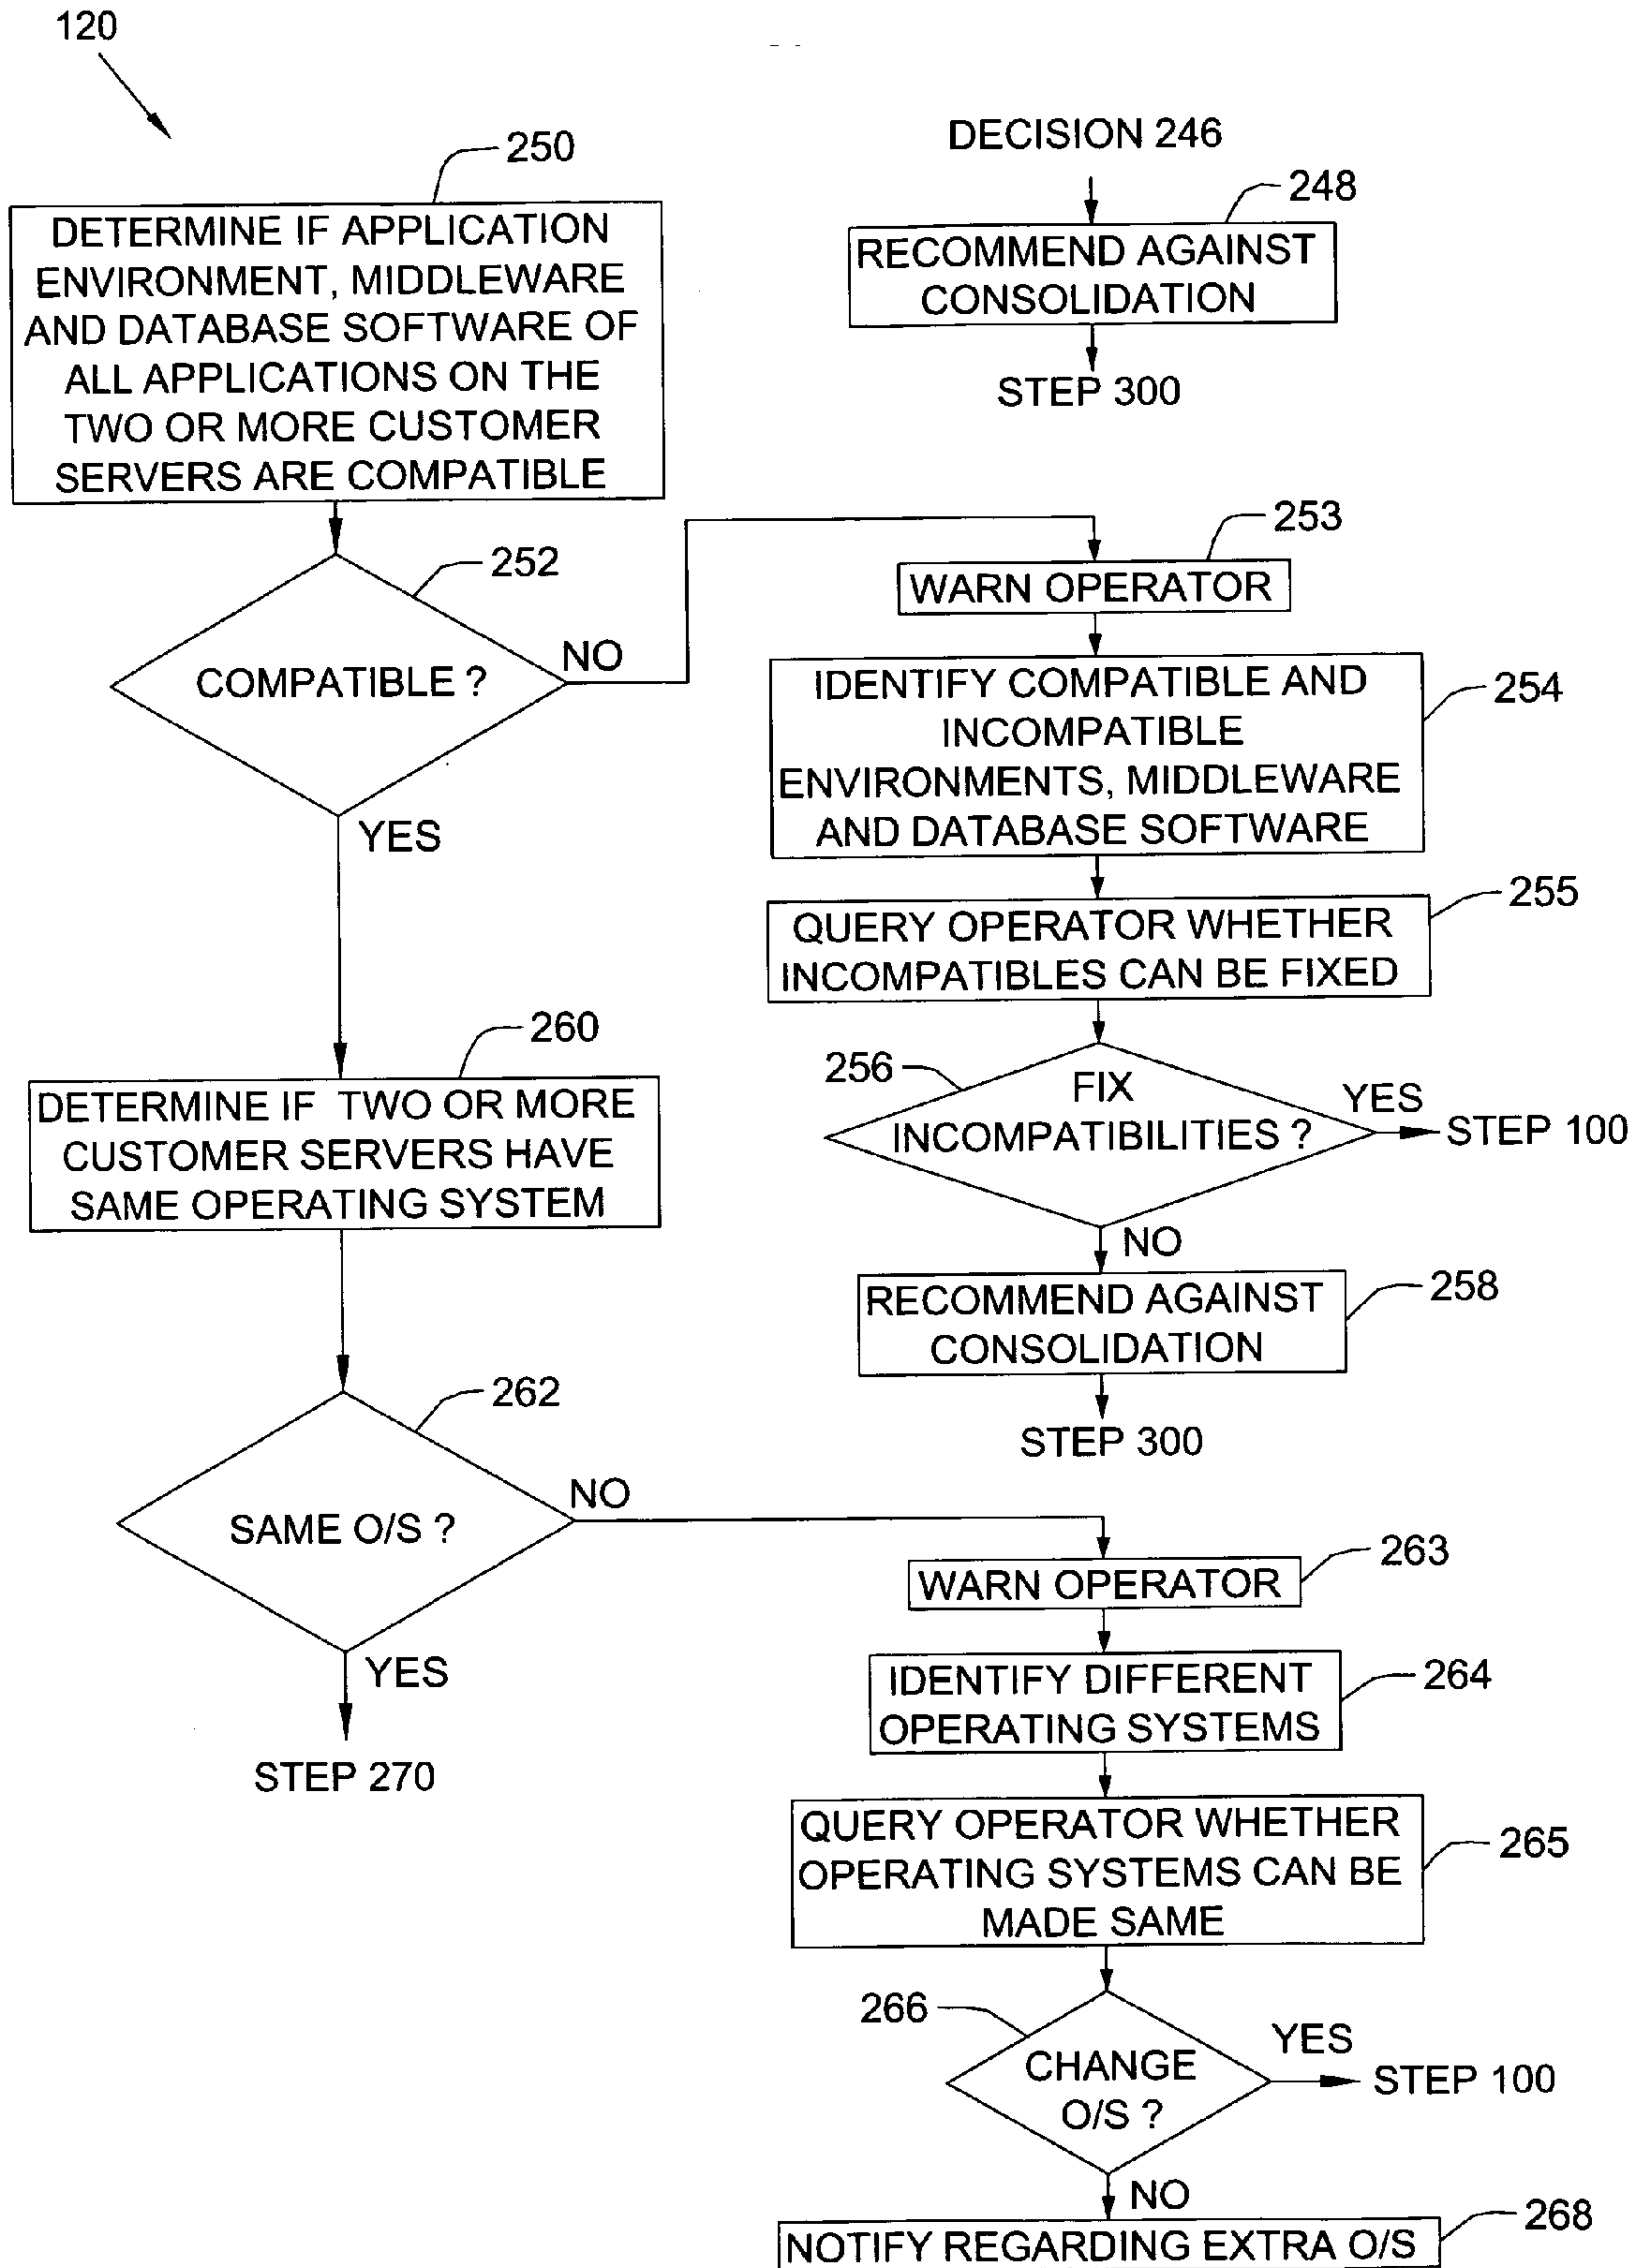 120
250
DETERMINE IF APPLICATION
ENVIRONMENT, MIDDLEWARE
AND DATABASE SOFTWARE OF
ALL APPLICATIONS ON THE
TWO OR MORE CUSTOMER
SERVERS ARE COMPATIBLE
252
COMPATIBLE ?
NO
YES
260
DETERMINE IF TWO OR MORE
CUSTOMER SERVERS HAVE
SAME OPERATING SYSTEM
262
SAME O/S ?
NO
YES
STEP 270
DECISION 246
248
RECOMMEND AGAINST
CONSOLIDATION
STEP 300
253
WARN OPERATOR
254
IDENTIFY COMPATIBLE AND
INCOMPATIBLE
ENVIRONMENTS, MIDDLEWARE
AND DATABASE SOFTWARE
255
QUERY OPERATOR WHETHER
INCOMPATIBLES CAN BE FIXED
256
FIX
INCOMPATIBILITIES ?
YES
STEP 100
NO
258
RECOMMEND AGAINST
CONSOLIDATION
STEP 300
263
WARN OPERATOR
264
IDENTIFY DIFFERENT
OPERATING SYSTEMS
265
QUERY OPERATOR WHETHER
OPERATING SYSTEMS CAN BE
MADE SAME
266
CHANGE
O/S ?
YES
STEP 100
NO
268
NOTIFY REGARDING EXTRA O/S